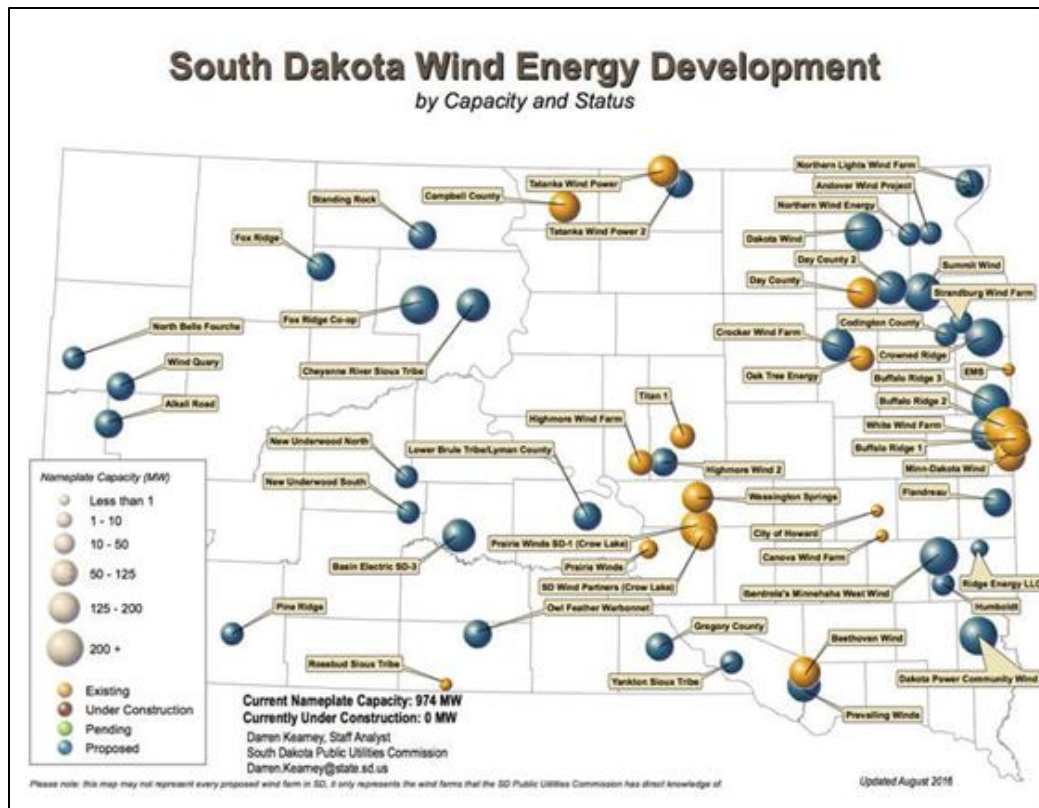 South Dakota Wind Energy Development
by Capacity and Status
Northern Lights Wind Farm
Tatanka Wind Power
Andover Wind Project
Campbell County
Standing Rock
Northern Wind Energy
Tatanka Wind Power 2
Dakota Wind
Fox Ridge
Day County 2
Summit Wind
Day County
Strandburg Wind Farm
Fox Ridge Co-op
North Belle Fourche
Codington County
Crocker Wind Farm
Crowned Ridge
Wind Quary
Cheyenne River Sioux Tribe
Oak Tree Energy
EMS
Buffalo Ridge 3
Alkali Road
Titan 1
Buffalo Ridge 2
Highmore Wind Farm
White Wind Farm
New Underwood North
Lower Brule Tribe/Lyman County
Buffalo Ridge 1
Highmore Wind 2
Minn-Dakota Wind
New Underwood South
Wessington Springs
Flandreau
City of Howard
Prairie Winds SD-1 (Crow Lake)
Canova Wind Farm
Basin Electric SD-3
Prairie Winds
Ridge Energy LLC
SD Wind Partners (Crow Lake)
Iberdrola's Minnehaha West Wind
Pine Ridge
Owl Feather Warbonnet
Humboldt
Gregory County
Beethoven Wind
Rosebud Sioux Tribe
Yankton Sioux Tribe
Dakota Power Community Wind
Prevailing Winds
Nameplate Capacity (MW)
Less than 1
1 - 10
10 - 50
50 - 125
125 - 200
200 +
Existing
Under Construction
Pending
Proposed
Current Nameplate Capacity: 974 MW
Currently Under Construction: 0 MW
Darren Kearney, Staff Analyst
South Dakota Public Utilities Commission
Darren.Kearney@state.sd.us
Please note: this map may not represent every proposed wind farm in SD, it only represents the wind farms that the SD Public Utilities Commission has direct knowledge of.
Updated August 2016